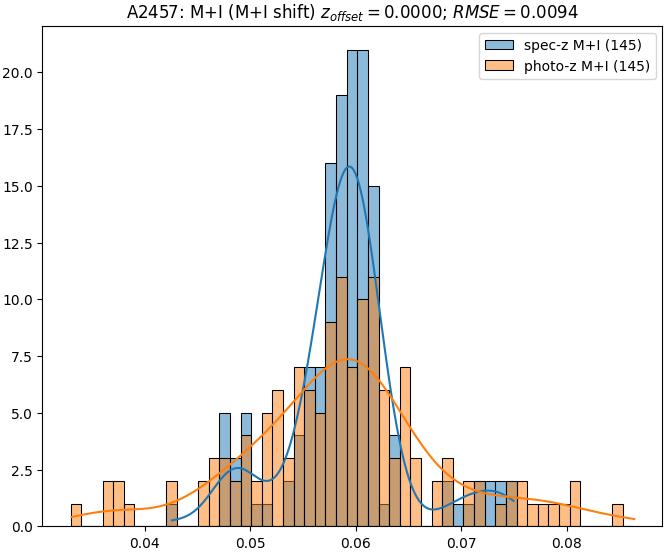 A2457: M+I (M+I shift) z_offset = 0.0000; RMSE = 0.0094
spec-z M+I (145)
photo-z M+I (145)
20.0
17.5
15.0
12.5
10.0
7.5
5.0
2.5
0.0
0.04 0.05 0.06 0.07 0.08